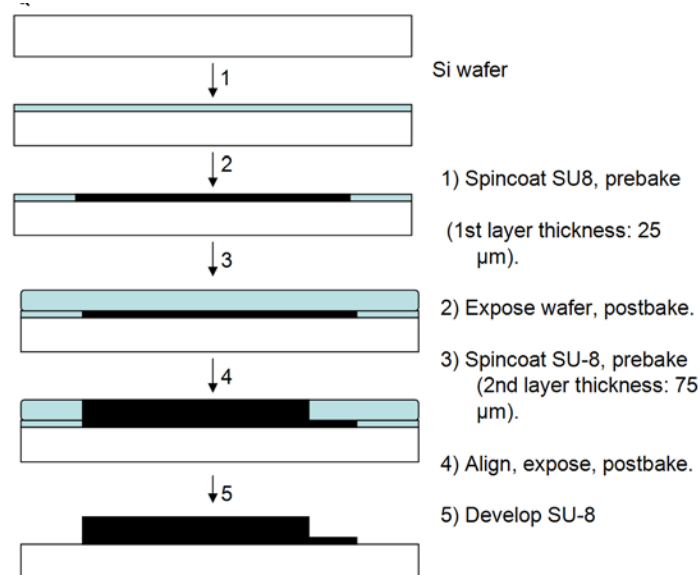 Si wafer
1
2
1) Spincoat SU8, prebake
(1st layer thickness: 25
µm).
3
2) Expose wafer, postbake.
3) Spincoat SU-8, prebake
(2nd layer thickness: 75
µm).
4
4) Align, expose, postbake.
5
5) Develop SU-8